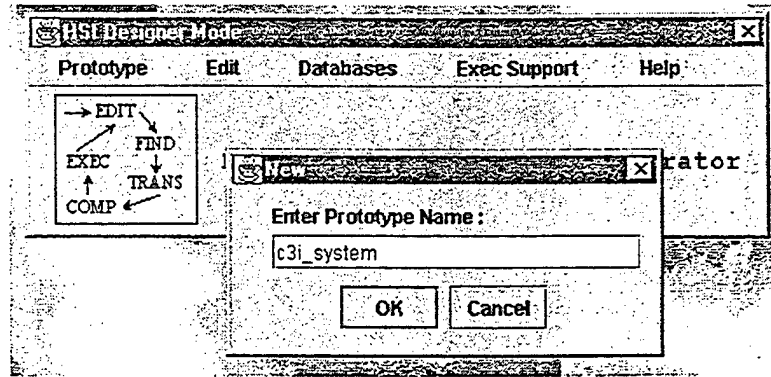 HSI Designer Mode
Prototype Edit Databases Exec Support Help
EDIT
FIND
EXEC
TRANS
COMP
rator
New
Enter Prototype Name :
c3i_system
OK Cancel